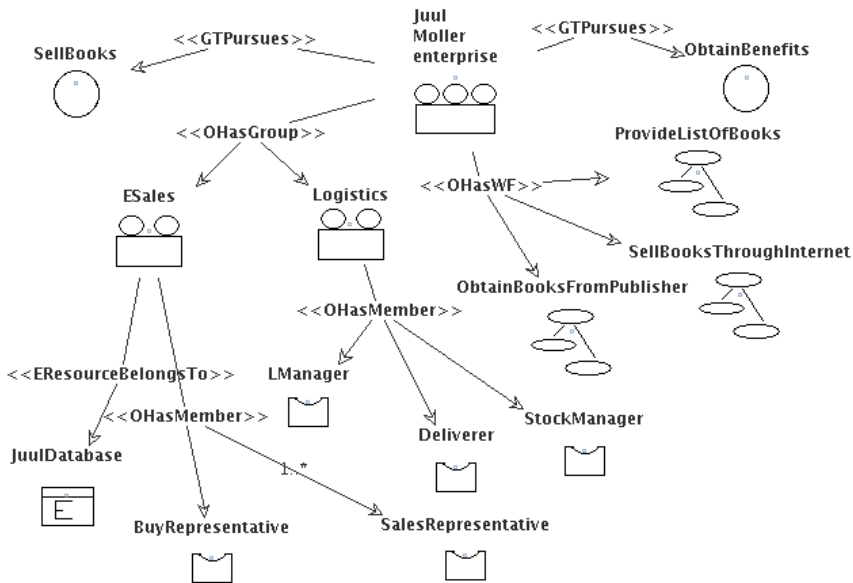 Juul
Moller
enterprise
<<GTPursues>>
<<GTPursues>>
SellBooks
ObtainBenefits
<<OHasGroup>>
ProvideListOfBooks
ESales
Logistics
<<OHasWF>>
SellBooksThroughInternet
ObtainBooksFromPublisher
<<OHasMember>>
<<EResourceBelongsTo>>
LManager
<<OHasMember>>
Deliverer
StockManager
JuulDatabase
E
1..*
BuyRepresentative
SalesRepresentative